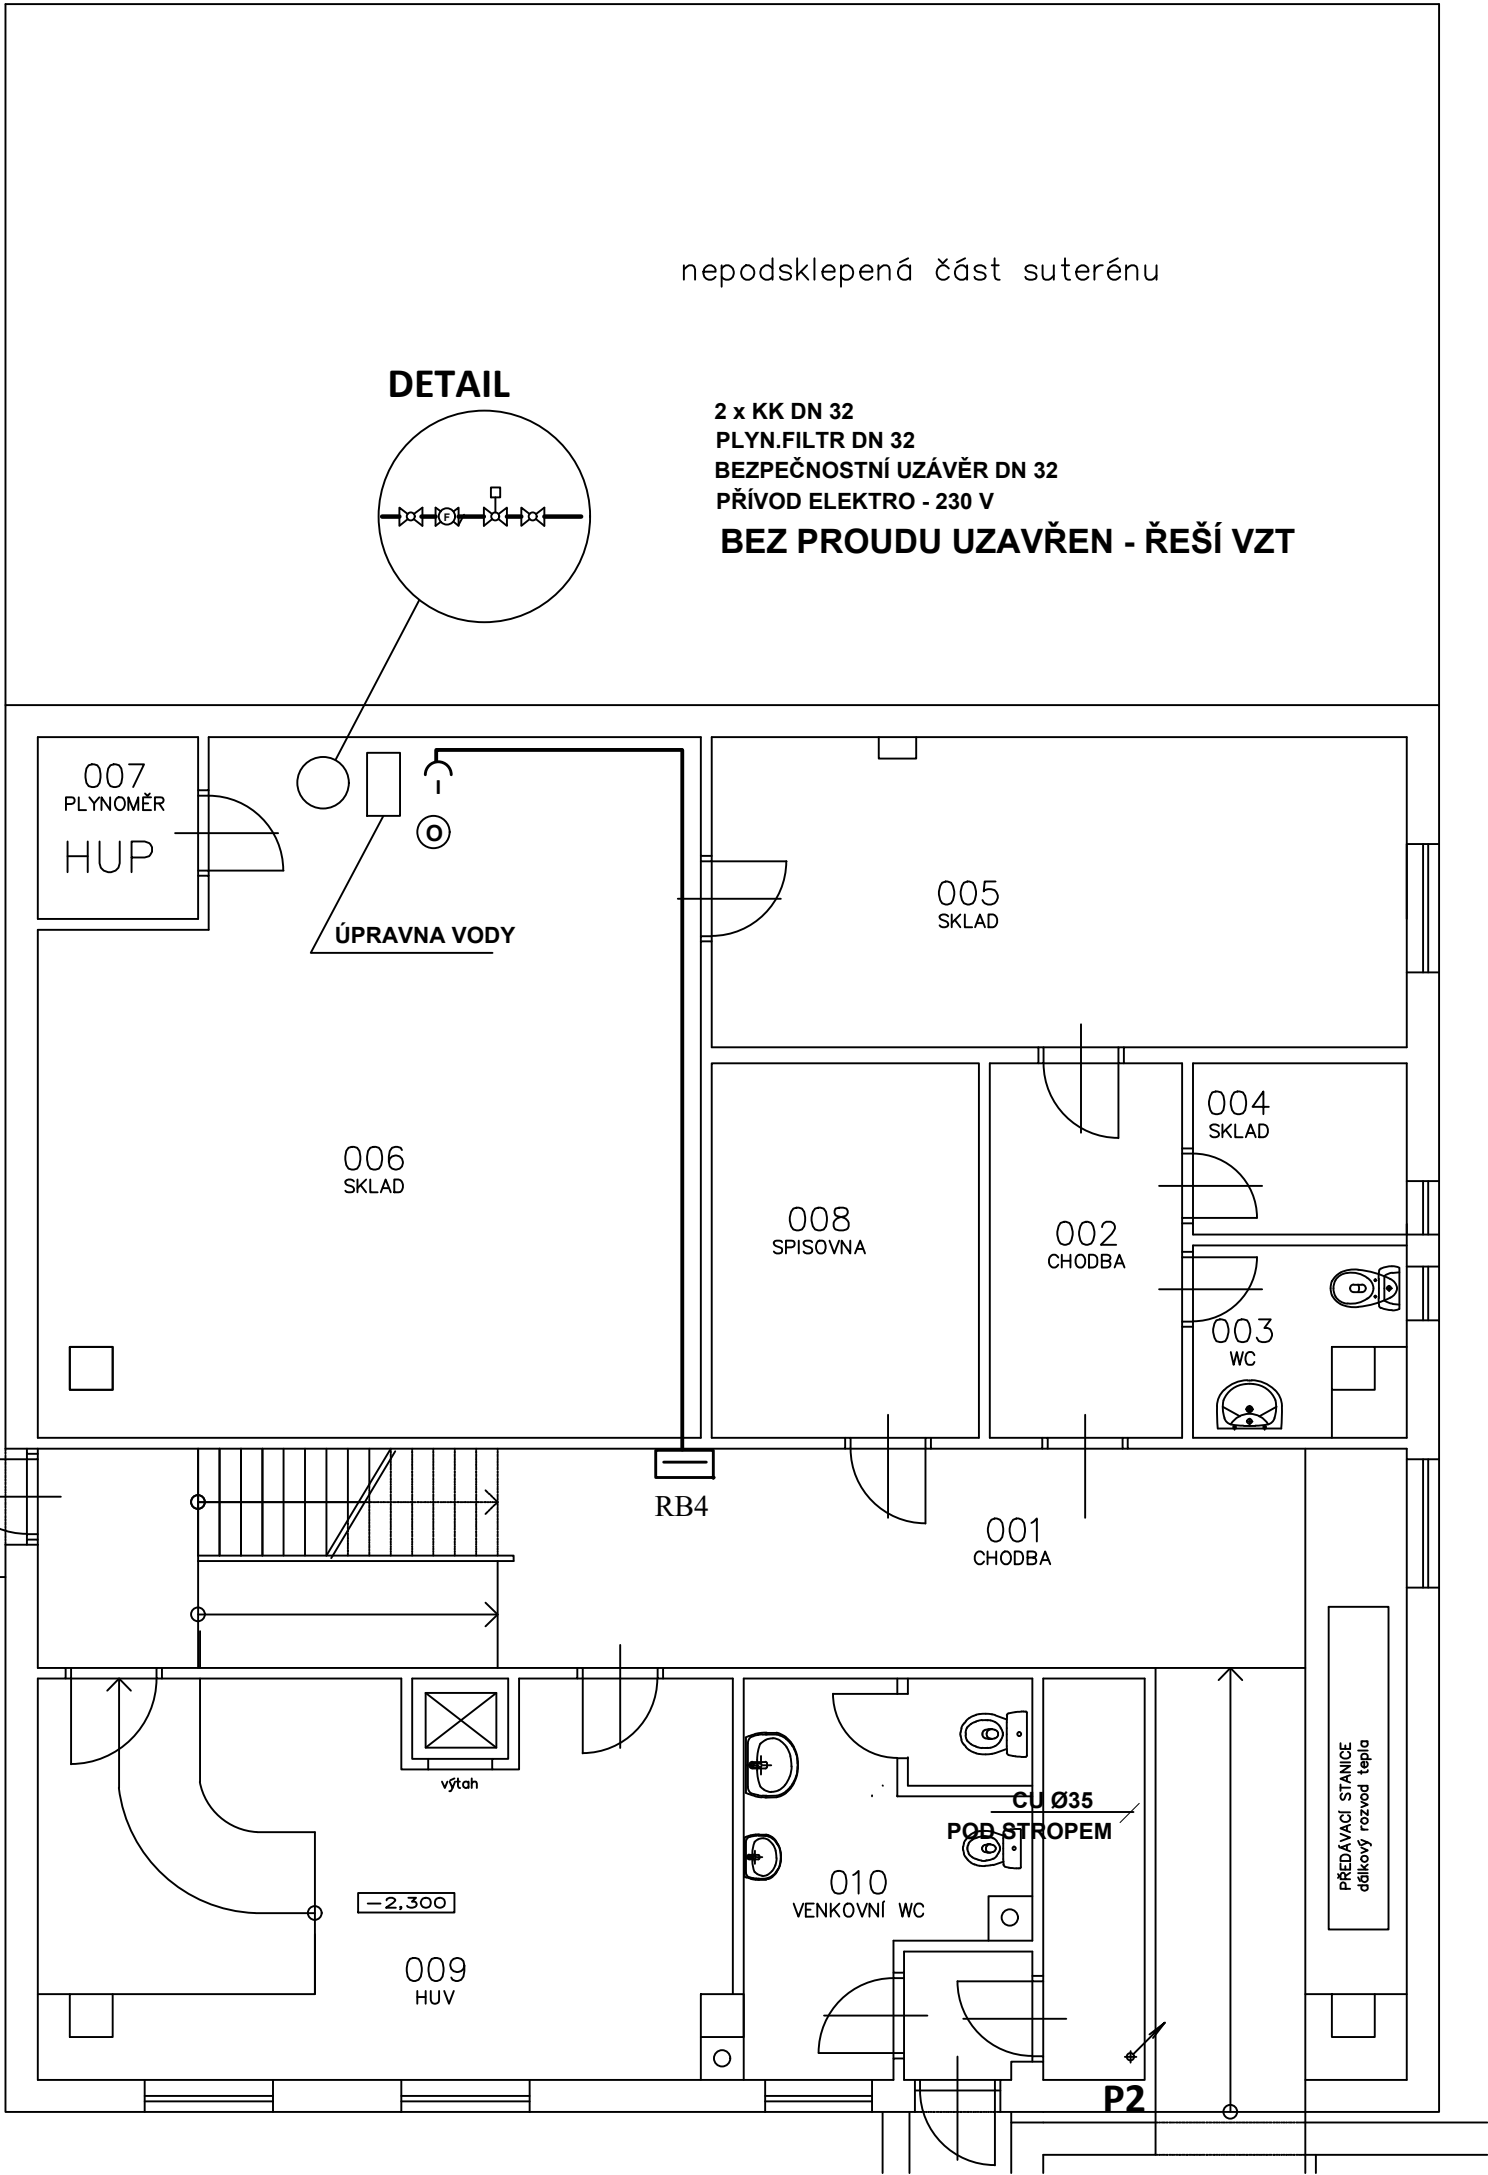 nepodsklepená část suterénu
DETAIL
2 x KK DN 32
PLYN.FILTR DN 32
BEZPEČNOSTNÍ UZÁVĚR DN 32
PŘÍVOD ELEKTRO - 230 V
BEZ PROUDU UZAVŘEN - ŘEŠÍ VZT
F
007
PLYNOMĚR
HUP
O
ÚPRAVNA VODY
005
SKLAD
004
SKLAD
006
SKLAD
008
SPISOVNA
002
CHODBA
003
WC
RB4
001
CHODBA
výtah
CU Ø35
POD STROPEM
PŘEDÁVACÍ STANICE
dálkový rozvod tepla
010
VENKOVNÍ WC
-2,300
009
HUV
P2